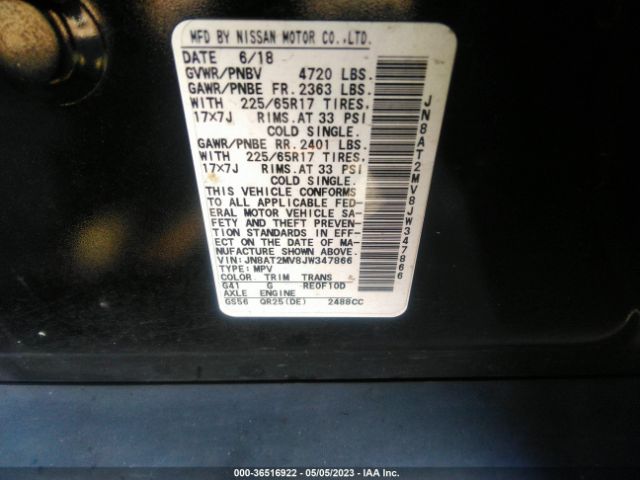 MFD BY NISSAN MOTOR CO.,LTD.
DATE 6/18
GVWR/PNBV 4720 LBS.
GAWR/PNBE FR.2363 LBS.
WITH 225/65R17 TIRES,
17×7J RIMS.AT 33 PSI
COLD SINGLE.
GAWR/PNBE RR.2401 LBS.
WITH 225/65R17 TIRES,
17×7J RIMS.AT 33 PSI
COLD SINGLE.
THIS VEHICLE CONFORMS
TO ALL APPLICABLE FED-
ERAL MOTOR VEHICLE SA-
FETY AND THEFT PREVEN-
TION STANDARDS IN EFF-
ECT ON THE DATE OF MA-
NUFACTURE SHOWN ABOVE.
VIN:JN8AT2MV8JW347866
TYPE:MPV
COLOR TRIM TRANS
G41 G RE0F10D
AXLE ENGINE
GS56 QR25(DE) 2488CC
JN8AT2MV8JW347866
000-36516922 - 05/05/2023 - IAA Inc.